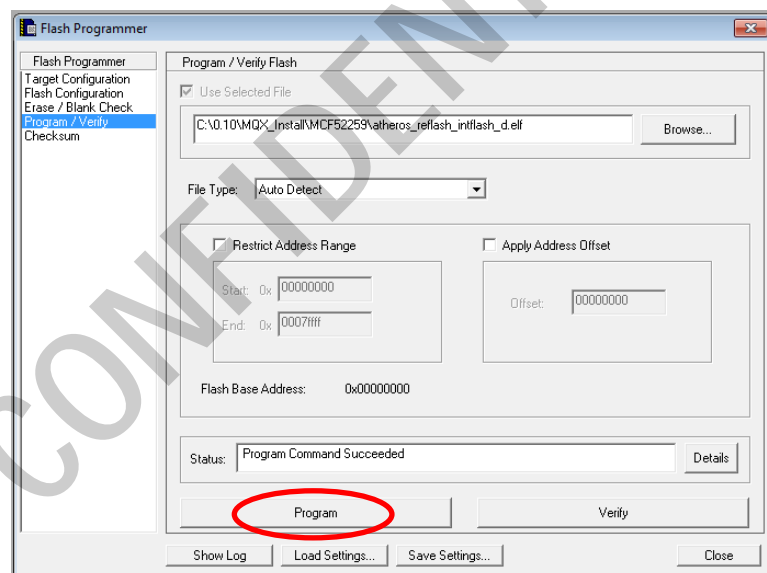 Flash Programmer
Flash Programmer
Target Configuration
Flash Configuration
Erase / Blank Check
Program / Verify
Checksum
Program / Verify Flash
Use Selected File
C:\0.10\MQX_Install\MCF52259\atheros_reflash_intflash_d.elf
Browse...
File Type: Auto Detect
Restrict Address Range
Start: 0x 00000000
End: 0x 0007ffff
Apply Address Offset
Offset: 00000000
Flash Base Address: 0x00000000
Status: Program Command Succeeded
Details
Program
Verify
Show Log
Load Settings...
Save Settings...
Close
CONFIDENT